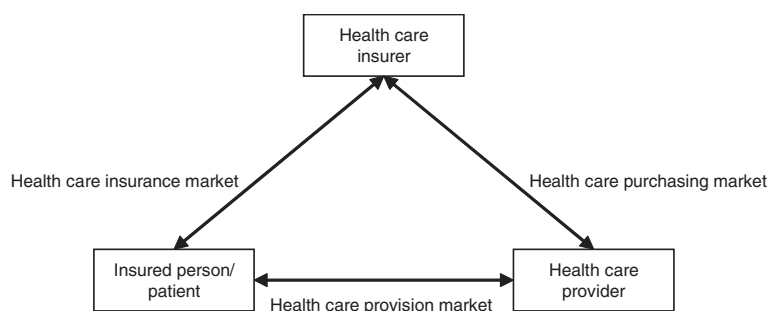 Health care
insurer
Health care insurance market
Health care purchasing market
Insured person/
patient
Health care
provider
Health care provision market